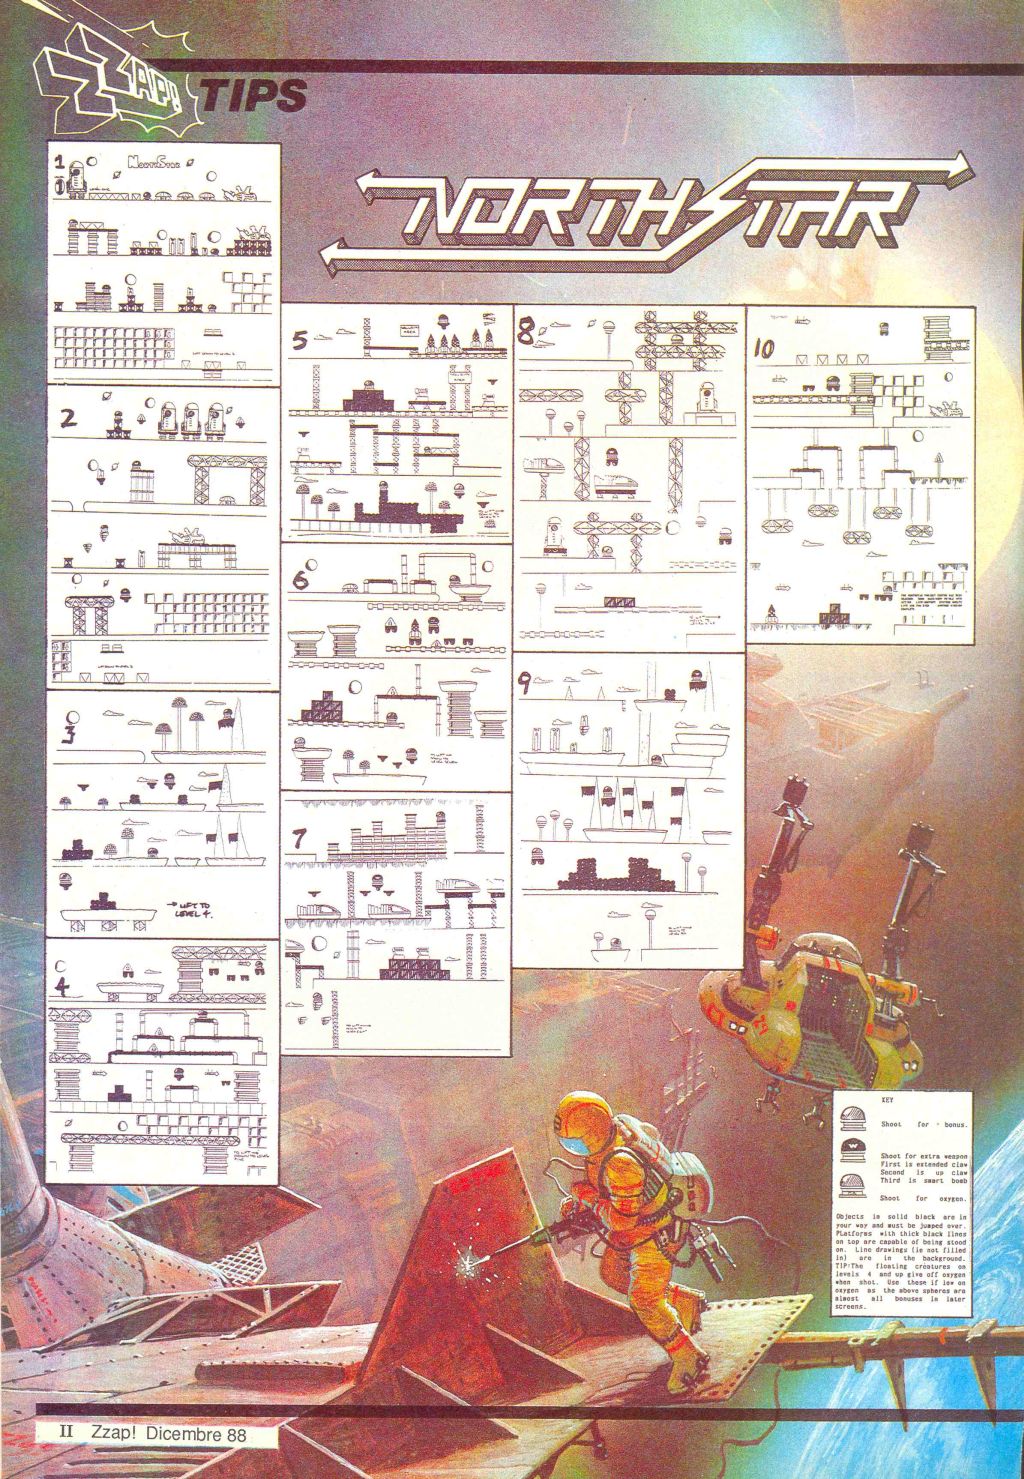 ZZAP!
TIPS
NORTHSTAR
1
NORTHSTAR
2
3
→ LIFT TO
LEVEL 4.
4
5
6
7
8
9
10
KEY
Shoot for bonus.
Shoot for extra weapon
First is extended claw
Second is up claw
Third is smart bomb
Shoot for oxygen.
Objects in solid black are in
your way and must be jumped over.
Platforms with thick black lines
on top are capable of being stood
on. Line drawings (ie not filled
in) are in the background.
TIP:The floating creatures on
levels 4 and up give off oxygen
when shot. Use these if low on
oxygen as the above spheres are
almost all bonuses in later
screens.
II Zzap! Dicembre 88